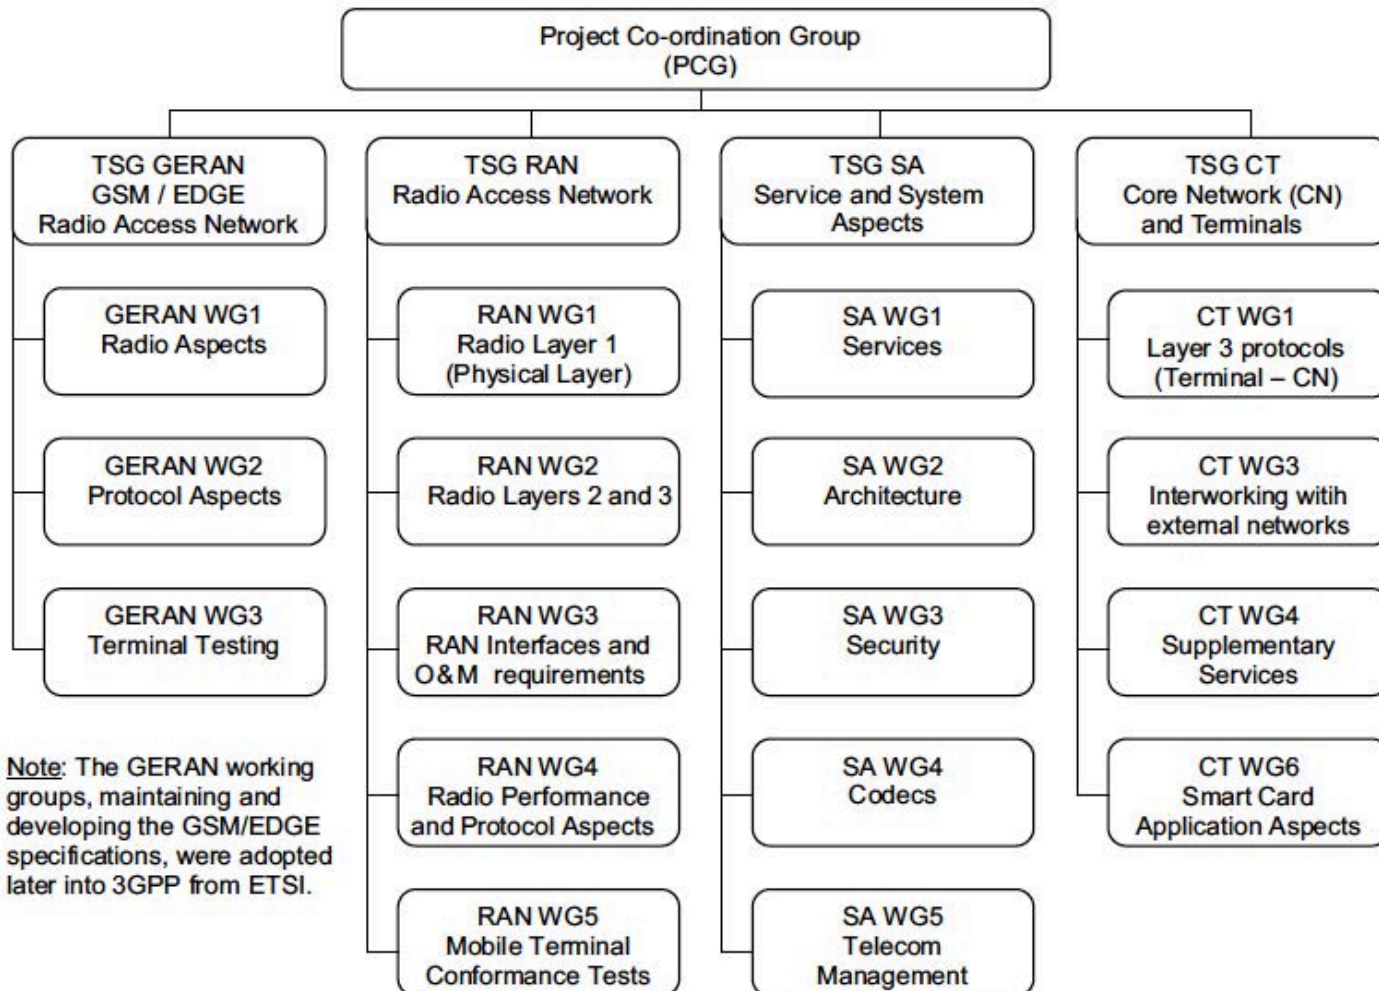 Project Co-ordination Group
(PCG)
TSG GERAN
GSM / EDGE
Radio Access Network
TSG RAN
Radio Access Network
TSG SA
Service and System
Aspects
TSG CT
Core Network (CN)
and Terminals
GERAN WG1
Radio Aspects
RAN WG1
Radio Layer 1
(Physical Layer)
SA WG1
Services
CT WG1
Layer 3 protocols
(Terminal – CN)
GERAN WG2
Protocol Aspects
RAN WG2
Radio Layers 2 and 3
SA WG2
Architecture
CT WG3
Interworking witih
external networks
GERAN WG3
Terminal Testing
RAN WG3
RAN Interfaces and
O&M requirements
SA WG3
Security
CT WG4
Supplementary
Services
Note: The GERAN working
groups, maintaining and
developing the GSM/EDGE
specifications, were adopted
later into 3GPP from ETSI.
RAN WG4
Radio Performance
and Protocol Aspects
SA WG4
Codecs
CT WG6
Smart Card
Application Aspects
RAN WG5
Mobile Terminal
Conformance Tests
SA WG5
Telecom
Management